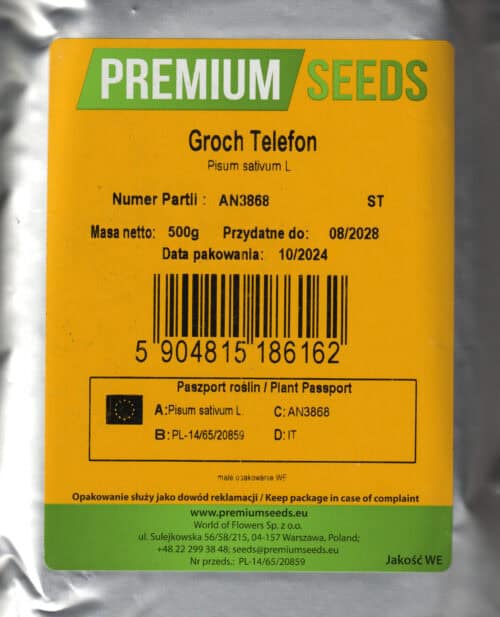 PREMIUM SEEDS
Groch Telefon
Pisum sativum L
Numer Partii : AN3868 ST
Masa netto: 500g Przydatne do: 08/2028
Data pakowania: 10/2024
5 904815 186162
Paszport roślin / Plant Passport
A: Pisum sativum L. C: AN3868
B: PL-14/65/20859 D: IT
małe opakowanie WE
Opakowanie służy jako dowód reklamacji / Keep package in case of complaint
www.premiumseeds.eu
World of Flowers Sp. z o.o.
ul. Sulejkowska 56/58/215, 04-157 Warszawa, Poland;
+48 22 299 38 48; seeds@premiumseeds.eu
Nr przeds.: PL-14/65/20859
Jakość WE